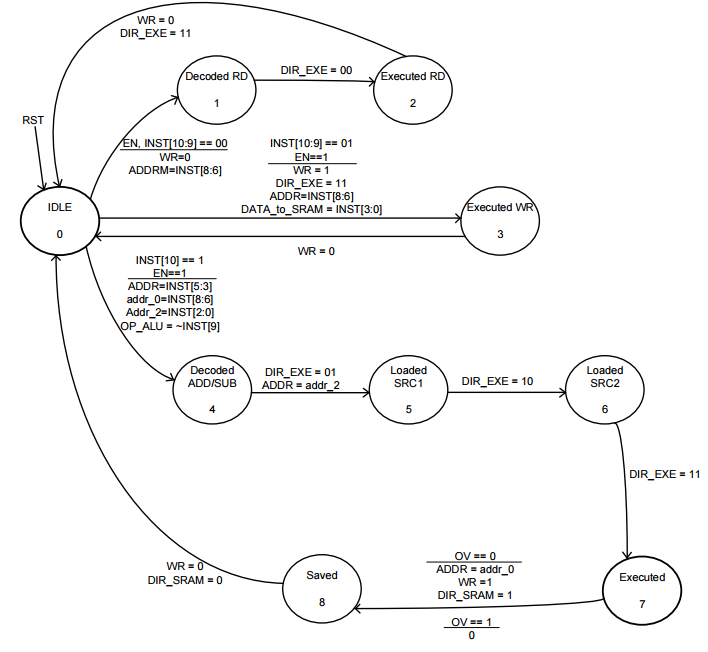 WR = 0
DIR_EXE = 11
Decoded RD
1
DIR_EXE = 00
Executed RD
2
RST
EN, INST[10:9] == 00
WR=0
ADDRM=INST[8:6]
INST[10:9] == 01
EN==1
WR = 1
DIR_EXE = 11
ADDR=INST[8:6]
DATA_to_SRAM = INST[3:0]
IDLE
0
Executed WR
3
WR = 0
INST[10] == 1
EN==1
ADDR=INST[5:3]
addr_0=INST[8:6]
Addr_2=INST[2:0]
OP_ALU = ~INST[9]
Decoded
ADD/SUB
4
DIR_EXE = 01
ADDR = addr_2
Loaded
SRC1
5
DIR_EXE = 10
Loaded
SRC2
6
DIR_EXE = 11
Executed
7
OV == 0
ADDR = addr_0
WR =1
DIR_SRAM = 1
OV == 1
0
Saved
8
WR = 0
DIR_SRAM = 0